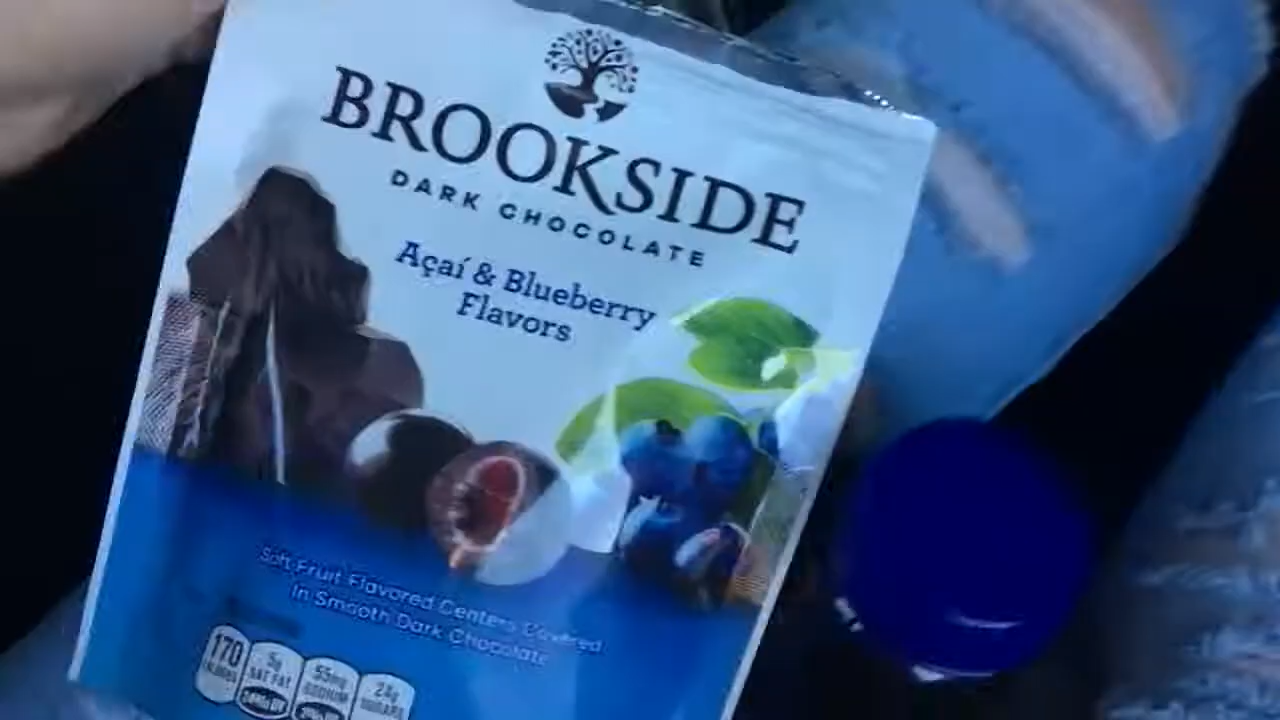 BROOKSIDE
DARK CHOCOLATE
Açaí & Blueberry
Flavors
Soft Fruit Flavored Centers Covered
In Smooth Dark Chocolate
170
CALORIES
5g
SAT FAT
55mg
SODIUM
24g
SUGARS